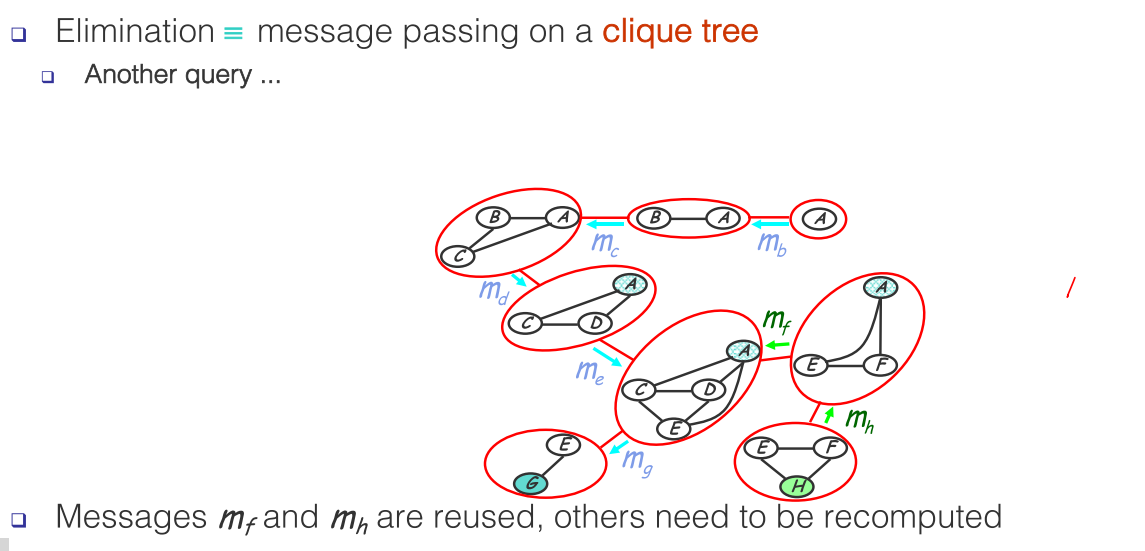 Elimination ≡ message passing on a clique tree
Another query ...
B A B A A
C
m_c m_b
m_d
A
C D
m_f
A
m_e
A
E F
C D
E
m_h
E
G
m_g
E F
H
Messages m_f and m_h are reused, others need to be recomputed